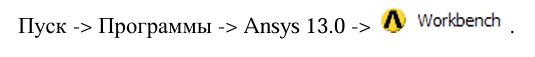 Пуск -> Программы -> Ansys 13.0 -> Workbench .